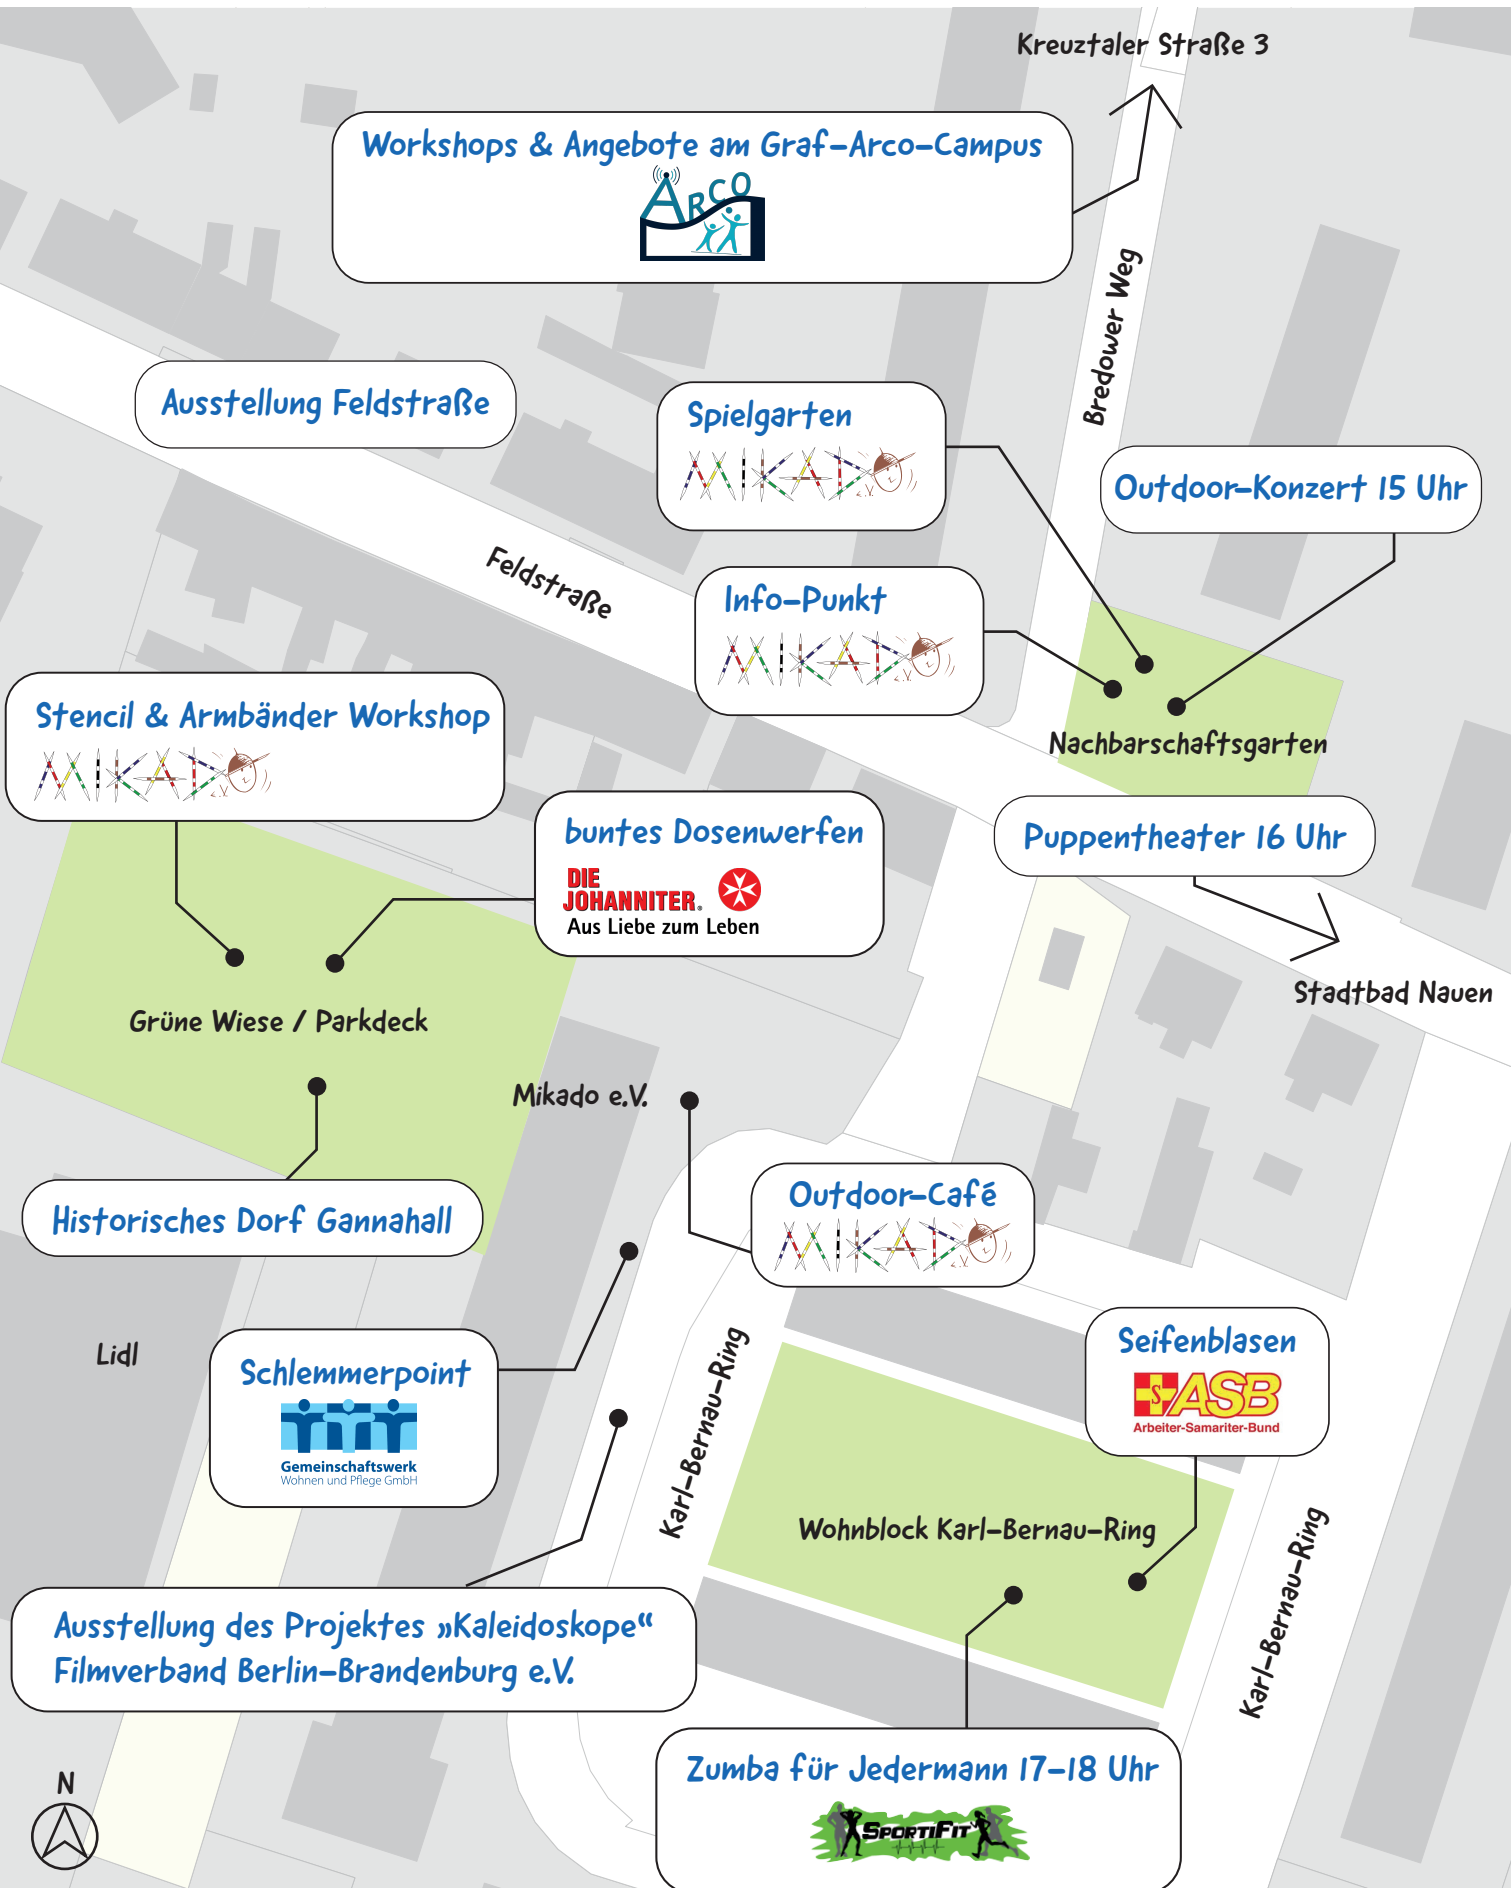 Kreuztaler Straße 3
Workshops & Angebote am Graf-Arco-Campus
ARCO
Bredower Weg
Ausstellung Feldstraße
Spielgarten
MIKADO e.V.
Outdoor-Konzert 15 Uhr
Feldstraße
Info-Punkt
MIKADO e.V.
Nachbarschaftsgarten
Stencil & Armbänder Workshop
MIKADO e.V.
buntes Dosenwerfen
DIE
JOHANNITER®
Aus Liebe zum Leben
Puppentheater 16 Uhr
Stadtbad Nauen
Grüne Wiese / Parkdeck
Mikado e.V.
Outdoor-Café
MIKADO e.V.
Historisches Dorf Gannahall
Lidl
Schlemmerpoint
Gemeinschaftswerk
Wohnen und Pflege GmbH
Karl-Bernau-Ring
Seifenblasen
S ASB
Arbeiter-Samariter-Bund
Wohnblock Karl-Bernau-Ring
Karl-Bernau-Ring
Ausstellung des Projektes »Kaleidoskope“
Filmverband Berlin-Brandenburg e.V.
Zumba für Jedermann 17-18 Uhr
SPORTIFIT
N